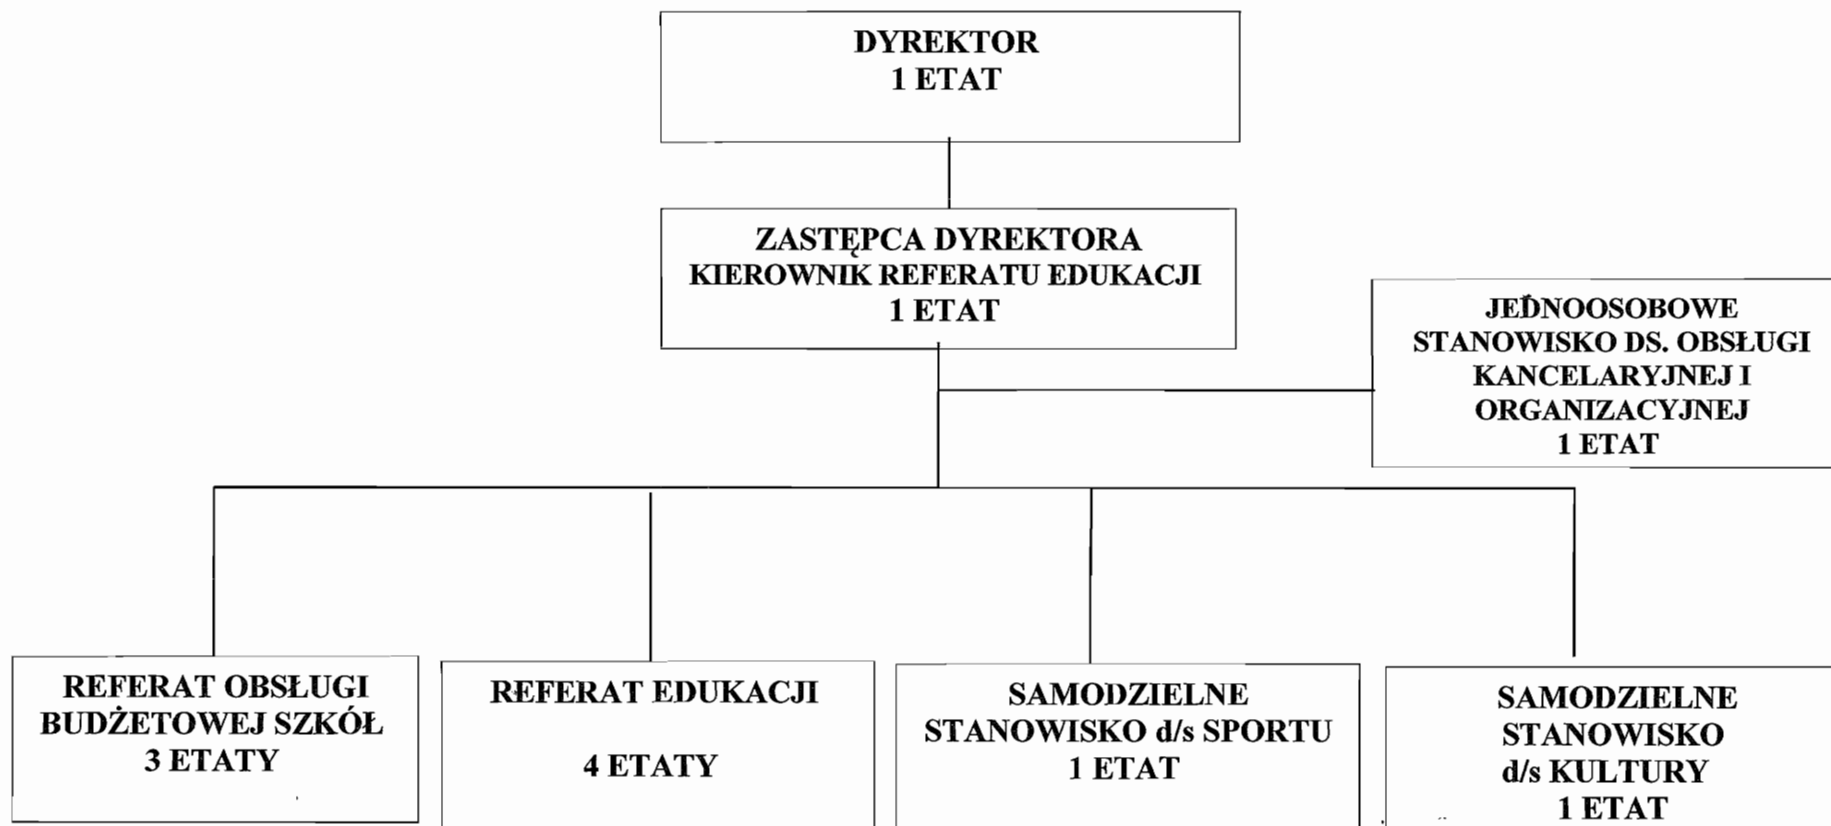 DYREKTOR
1 ETAT
ZASTĘPCA DYREKTORA
KIEROWNIK REFERATU EDUKACJI
1 ETAT
JEDNOOSOBOWE
STANOWISKO DS. OBSŁUGI
KANCELARYJNEJ I
ORGANIZACYJNEJ
1 ETAT
REFERAT OBSŁUGI
BUDŻETOWEJ SZKÓŁ
3 ETATY
REFERAT EDUKACJI
4 ETATY
SAMODZIELNE
STANOWISKO d/s SPORTU
1 ETAT
SAMODZIELNE
STANOWISKO
d/s KULTURY
1 ETAT